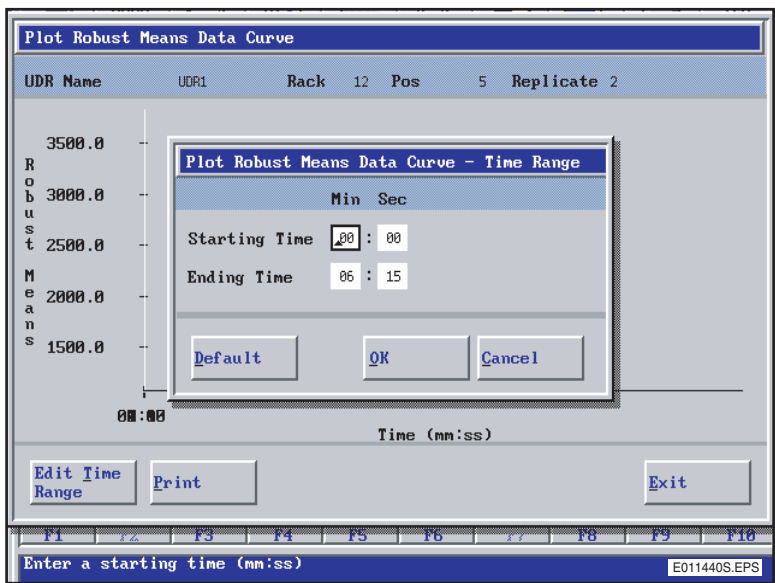 Plot Robust Means Data Curve
UDR Name UDR1 Rack 12 Pos 5 Replicate 2
Robust Means
3500.0
3000.0
2500.0
2000.0
1500.0
Plot Robust Means Data Curve - Time Range
Min Sec
Starting Time 00 : 00
Ending Time 06 : 15
Default OK Cancel
Time (mm:ss)
Edit Time Range
Print
Exit
F1 F3 F4 F5 F6 F8 F9 F10
Enter a starting time (mm:ss)
E011440S.EPS